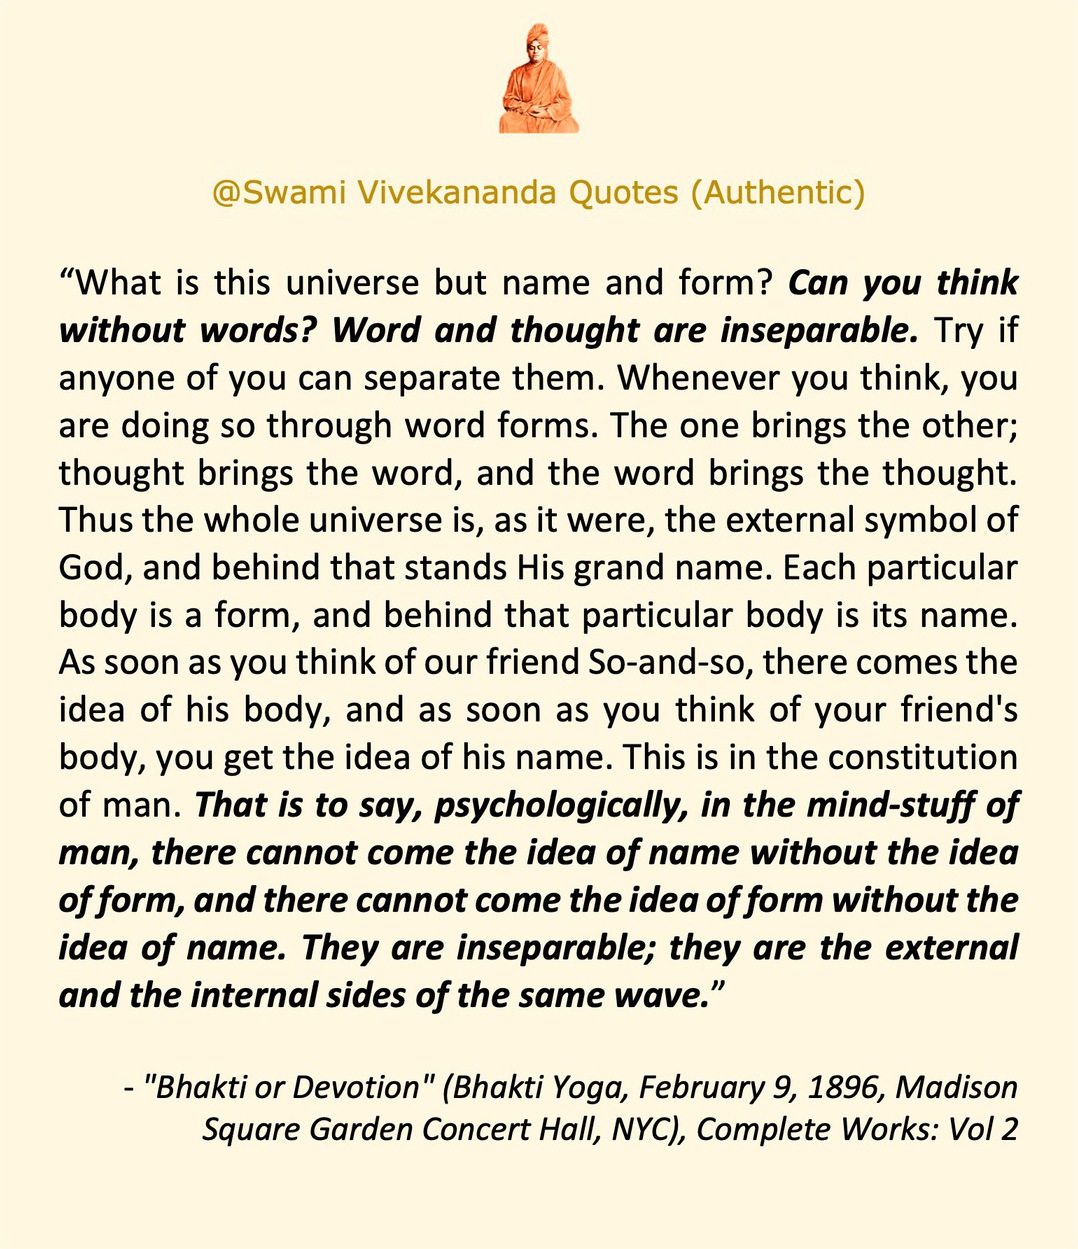 @Swami Vivekananda Quotes (Authentic)
“What is this universe but name and form? Can you think
without words? Word and thought are inseparable. Try if
anyone of you can separate them. Whenever you think, you
are doing so through word forms. The one brings the other;
thought brings the word, and the word brings the thought.
Thus the whole universe is, as it were, the external symbol of
God, and behind that stands His grand name. Each particular
body is a form, and behind that particular body is its name.
As soon as you think of our friend So-and-so, there comes the
idea of his body, and as soon as you think of your friend's
body, you get the idea of his name. This is in the constitution
of man. That is to say, psychologically, in the mind-stuff of
man, there cannot come the idea of name without the idea
of form, and there cannot come the idea of form without the
idea of name. They are inseparable; they are the external
and the internal sides of the same wave.”
- "Bhakti or Devotion" (Bhakti Yoga, February 9, 1896, Madison
Square Garden Concert Hall, NYC), Complete Works: Vol 2